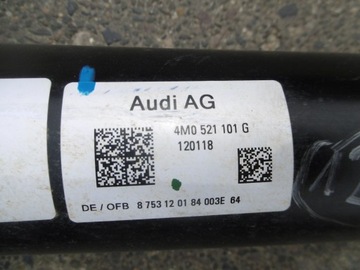 Audi AG
4M0 521 101 G
120118
DE / OFB 8 753 12 01 84 003E 64